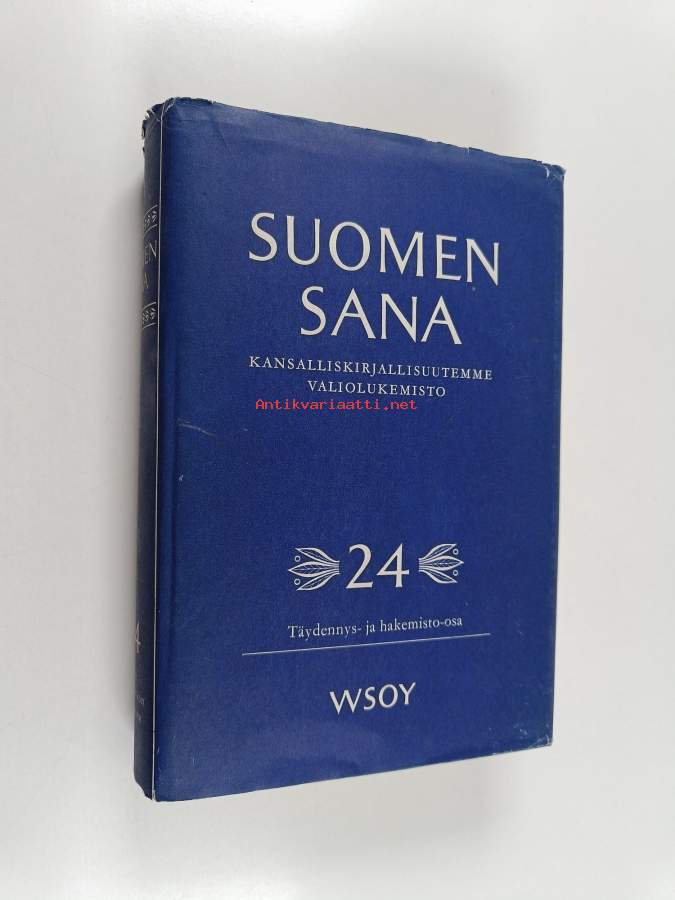 SUOMEN
SANA
KANSALLISKIRJALLISUUTEMME
VALIOLUKEMISTO
Antikvariaatti.net
24
Täydennys- ja hakemisto-osa
WSOY